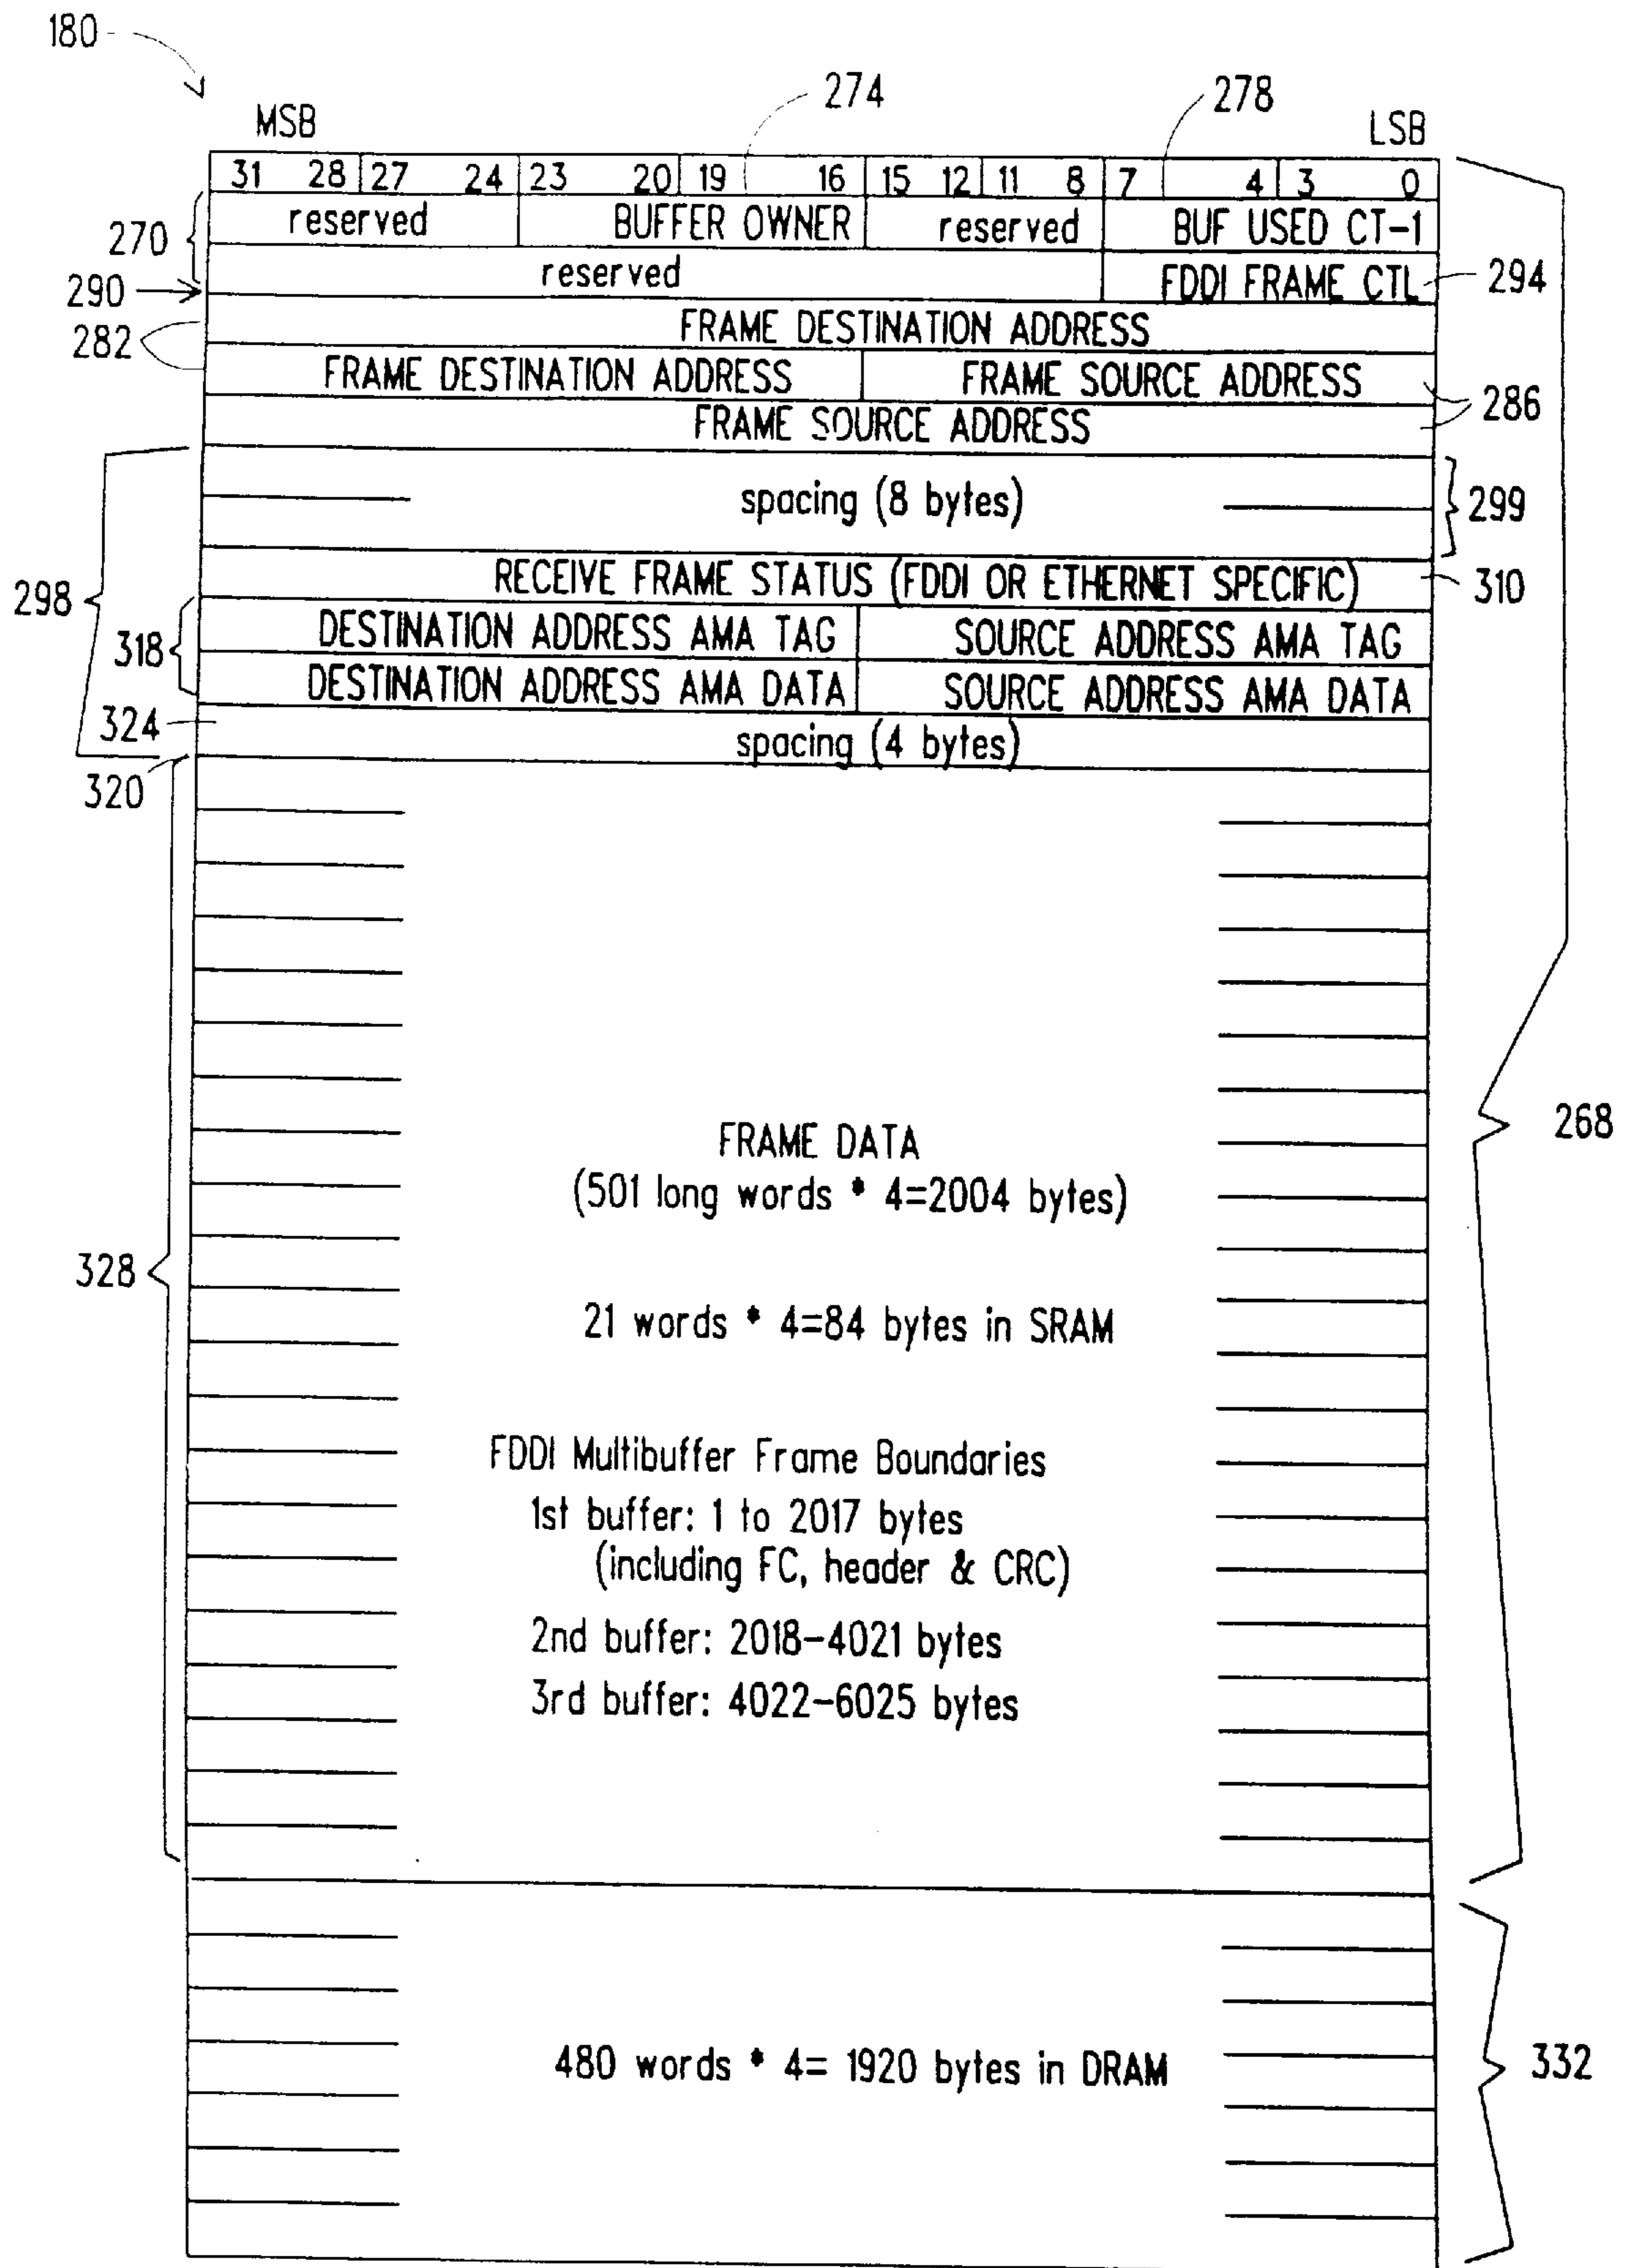 180
274
278
MSB
LSB
31 28 27 24 23 20 19 16 15 12 11 8 7 4 3 0
270
reserved BUFFER OWNER reserved BUF USED CT-1
reserved FDDI FRAME CTL 294
290
282
FRAME DESTINATION ADDRESS
FRAME DESTINATION ADDRESS FRAME SOURCE ADDRESS
286
FRAME SOURCE ADDRESS
spacing (8 bytes) 299
298
RECEIVE FRAME STATUS (FDDI OR ETHERNET SPECIFIC) 310
318
DESTINATION ADDRESS AMA TAG SOURCE ADDRESS AMA TAG
DESTINATION ADDRESS AMA DATA SOURCE ADDRESS AMA DATA
324
spacing (4 bytes)
320
FRAME DATA
268
(501 long words * 4=2004 bytes)
328
21 words * 4=84 bytes in SRAM
FDDI Multibuffer Frame Boundaries
1st buffer: 1 to 2017 bytes
(including FC, header & CRC)
2nd buffer: 2018-4021 bytes
3rd buffer: 4022-6025 bytes
480 words * 4= 1920 bytes in DRAM
332